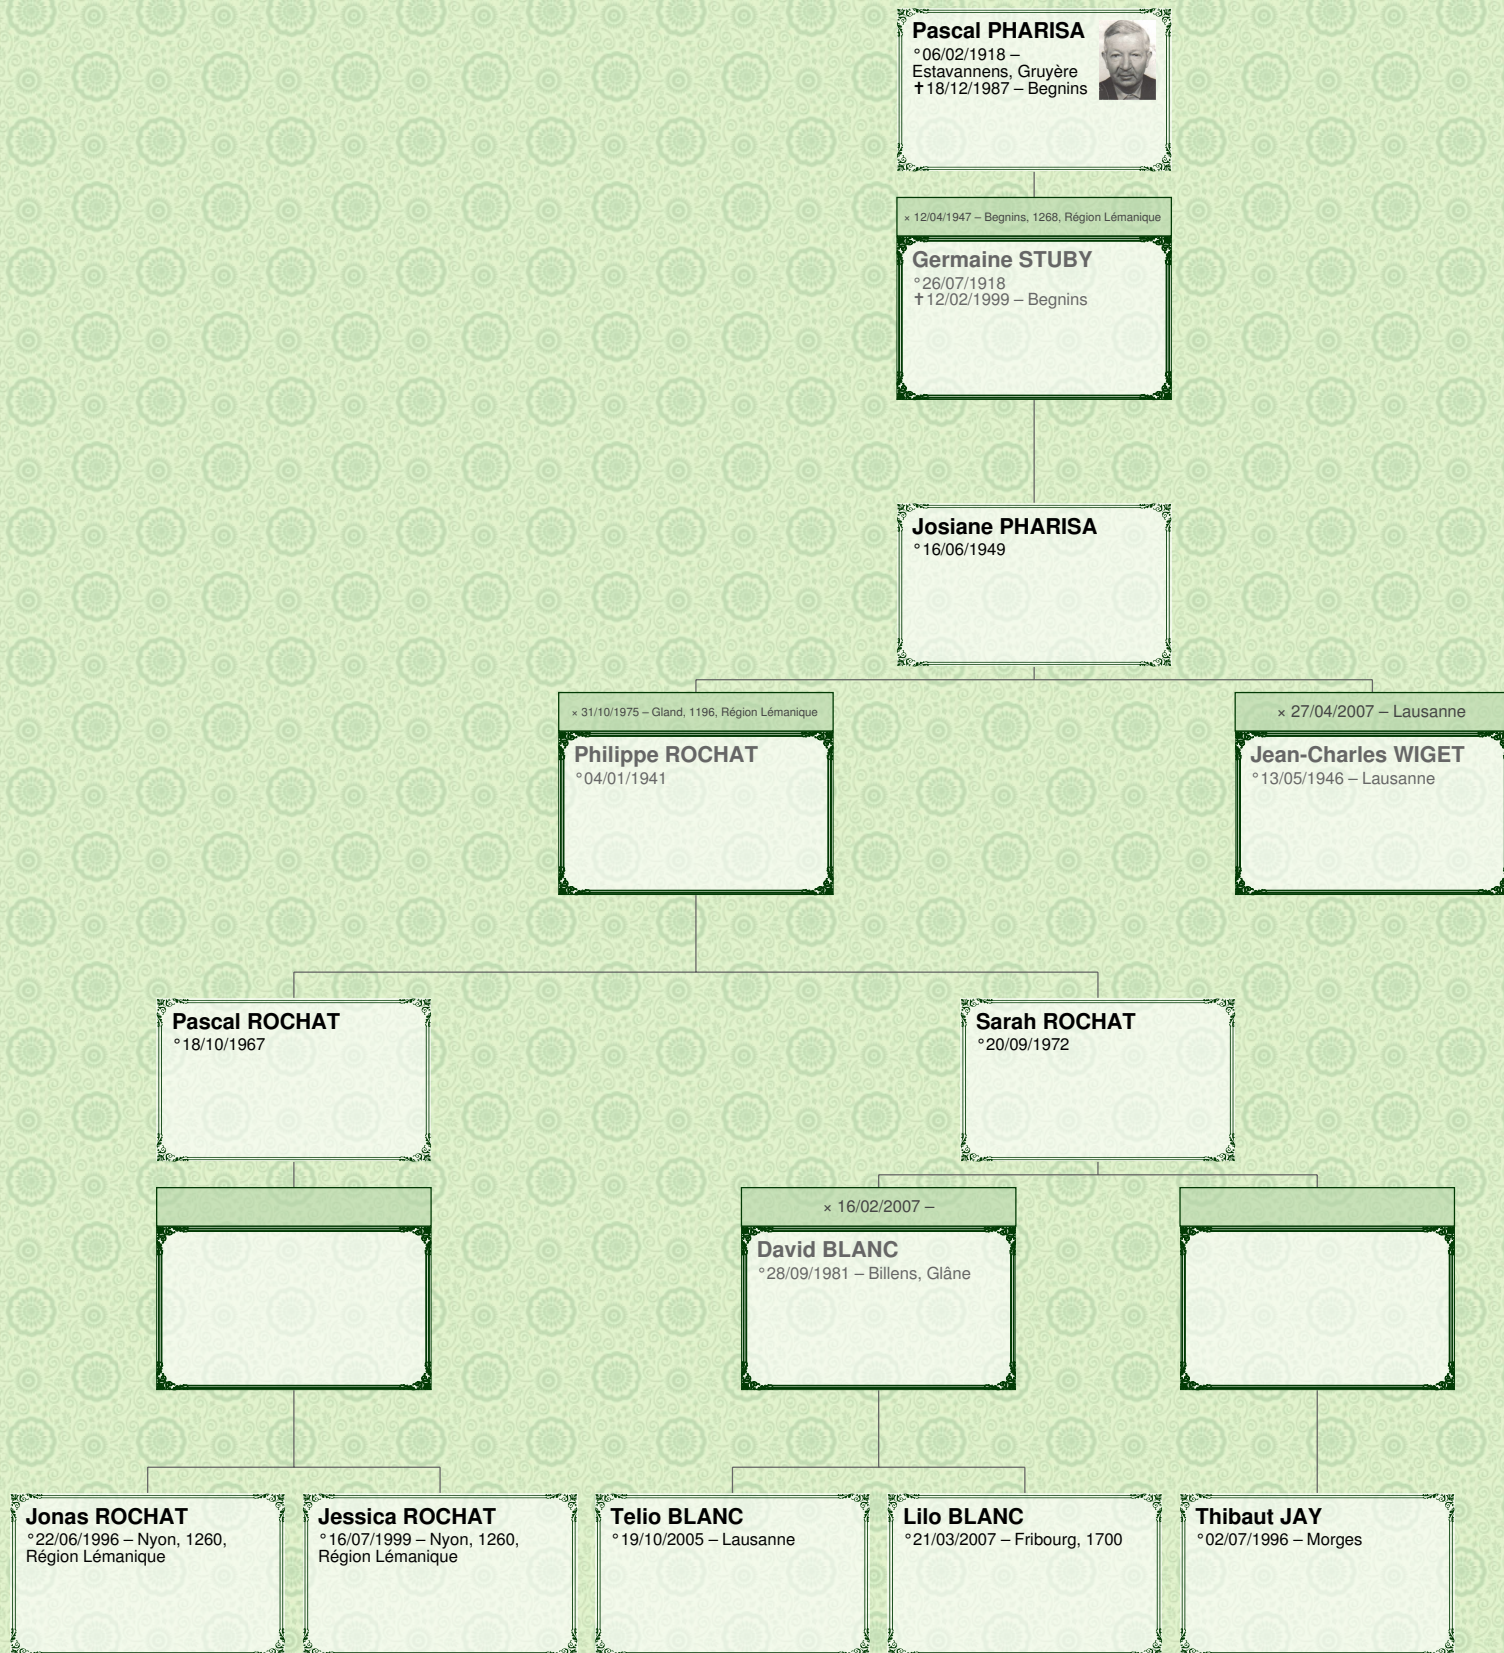 Pascal PHARISA
°06/02/1918 –
Estavannens, Gruyère
✝18/12/1987 – Begnins
× 12/04/1947 – Begnins, 1268, Région Lémanique
Germaine STUBY
°26/07/1918
✝12/02/1999 – Begnins
Josiane PHARISA
°16/06/1949
× 31/10/1975 – Gland, 1196, Région Lémanique
Philippe ROCHAT
°04/01/1941
× 27/04/2007 – Lausanne
Jean-Charles WIGET
°13/05/1946 – Lausanne
Pascal ROCHAT
°18/10/1967
Sarah ROCHAT
°20/09/1972
× 16/02/2007 –
David BLANC
°28/09/1981 – Billens, Glâne
Jonas ROCHAT
°22/06/1996 – Nyon, 1260,
Région Lémanique
Jessica ROCHAT
°16/07/1999 – Nyon, 1260,
Région Lémanique
Telio BLANC
°19/10/2005 – Lausanne
Lilo BLANC
°21/03/2007 – Fribourg, 1700
Thibaut JAY
°02/07/1996 – Morges